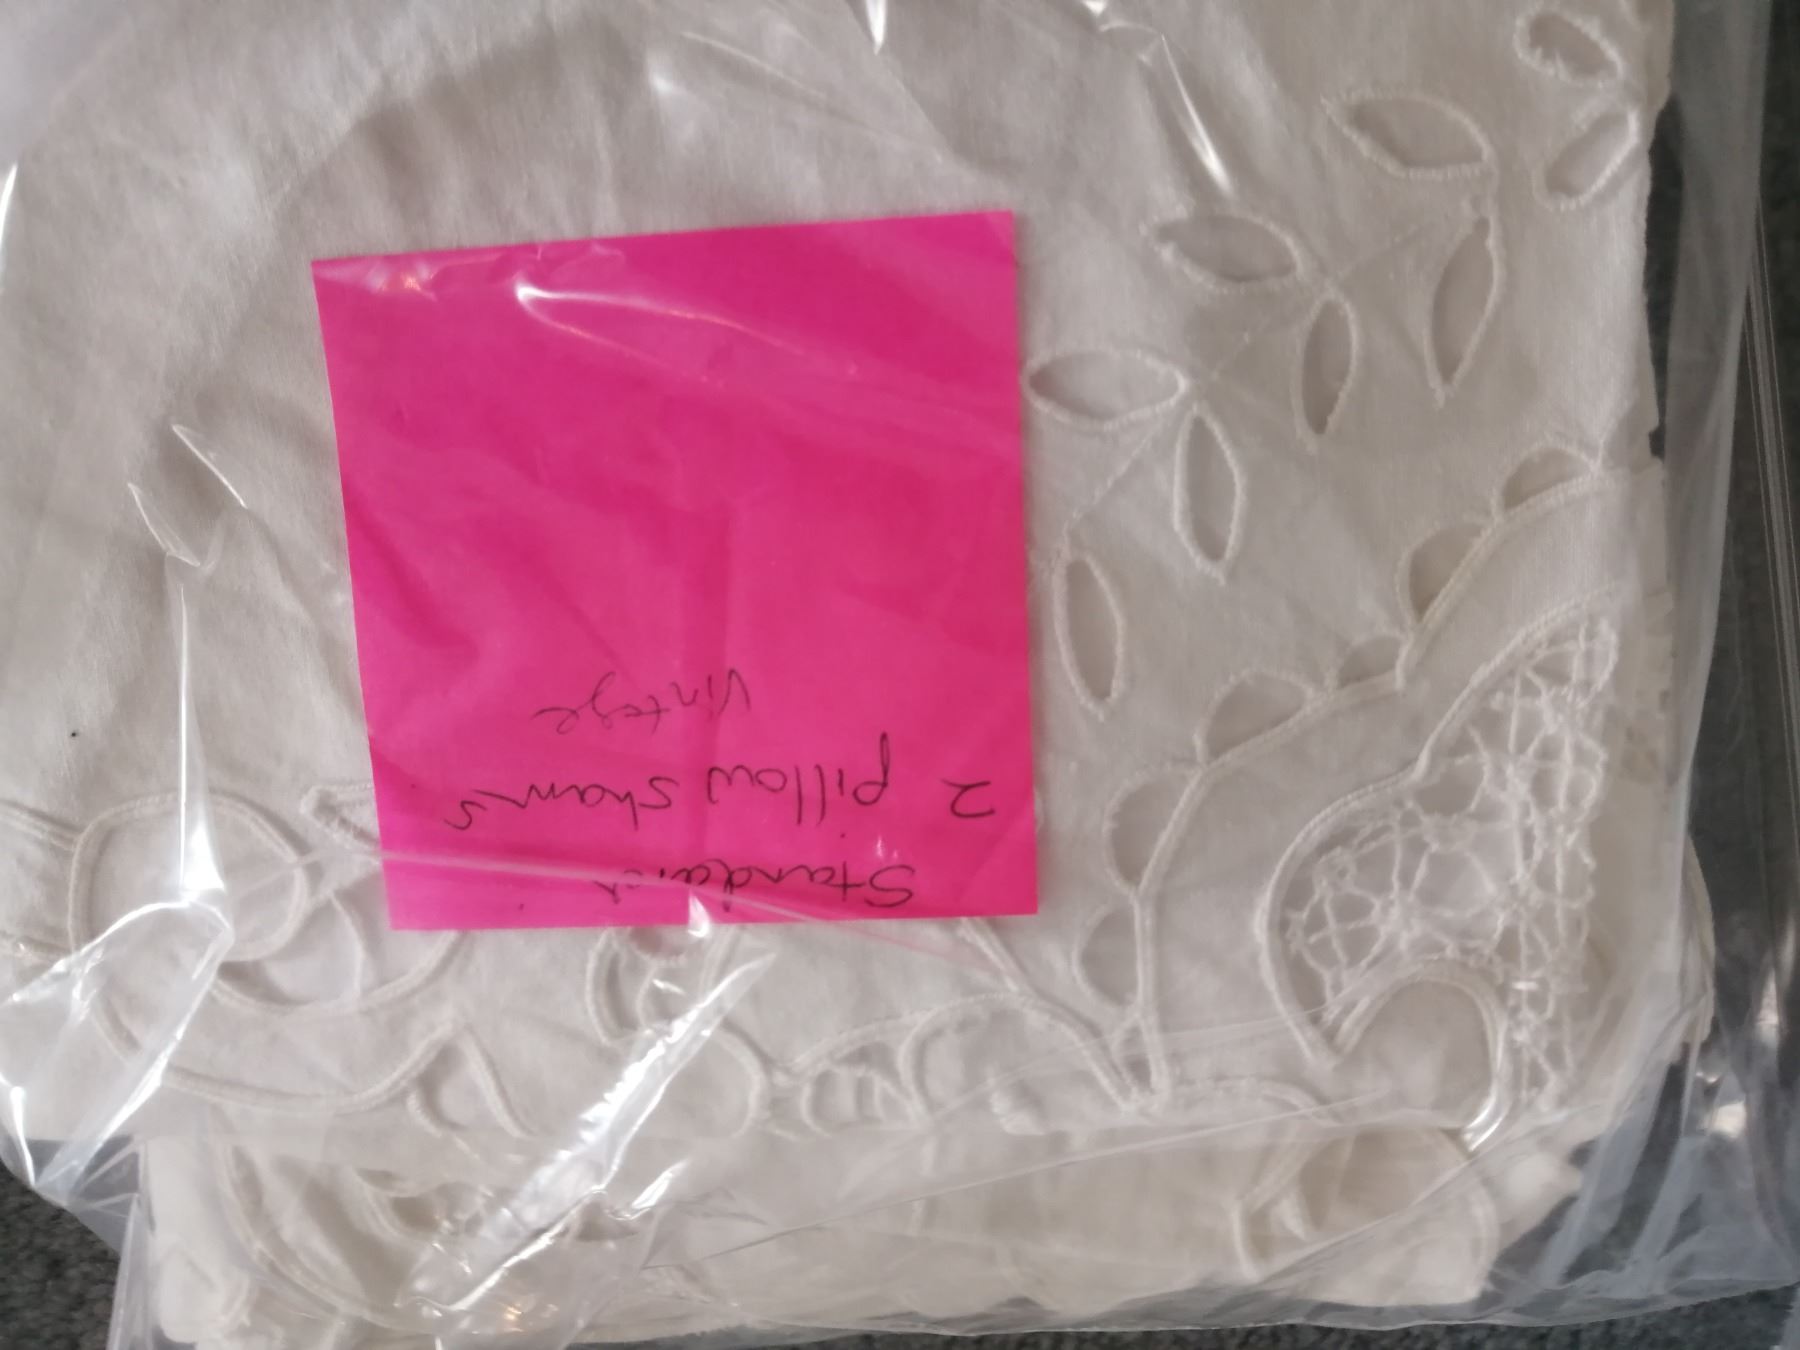 Standard
2 pillow shams
Vintage